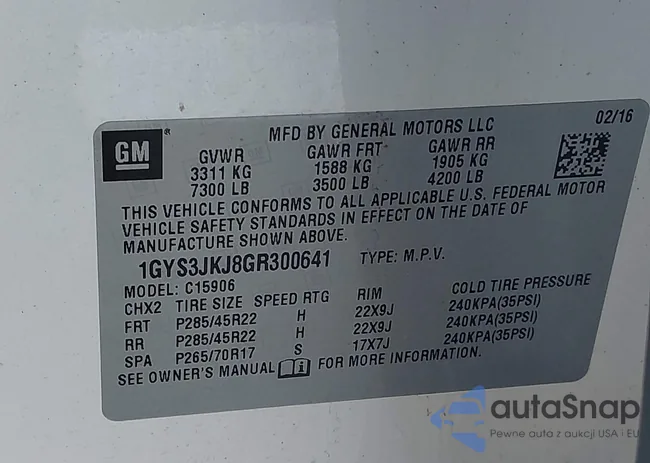 MFD BY GENERAL MOTORS LLC 02/16
GM
GVWR GAWR FRT GAWR RR
3311 KG 1588 KG 1905 KG
7300 LB 3500 LB 4200 LB
THIS VEHICLE CONFORMS TO ALL APPLICABLE U.S. FEDERAL MOTOR
VEHICLE SAFETY STANDARDS IN EFFECT ON THE DATE OF
MANUFACTURE SHOWN ABOVE.
1GYS3JKJ8GR300641 TYPE: M.P.V.
MODEL: C15906
CHX2 TIRE SIZE SPEED RTG RIM COLD TIRE PRESSURE
FRT P285/45R22 H 22X9J 240KPA(35PSI)
RR P285/45R22 H 22X9J 240KPA(35PSI)
SPA P265/70R17 S 17X7J 240KPA(35PSI)
SEE OWNER'S MANUAL FOR MORE INFORMATION.
autaSnap
Pewne auta z aukcji USA i EU